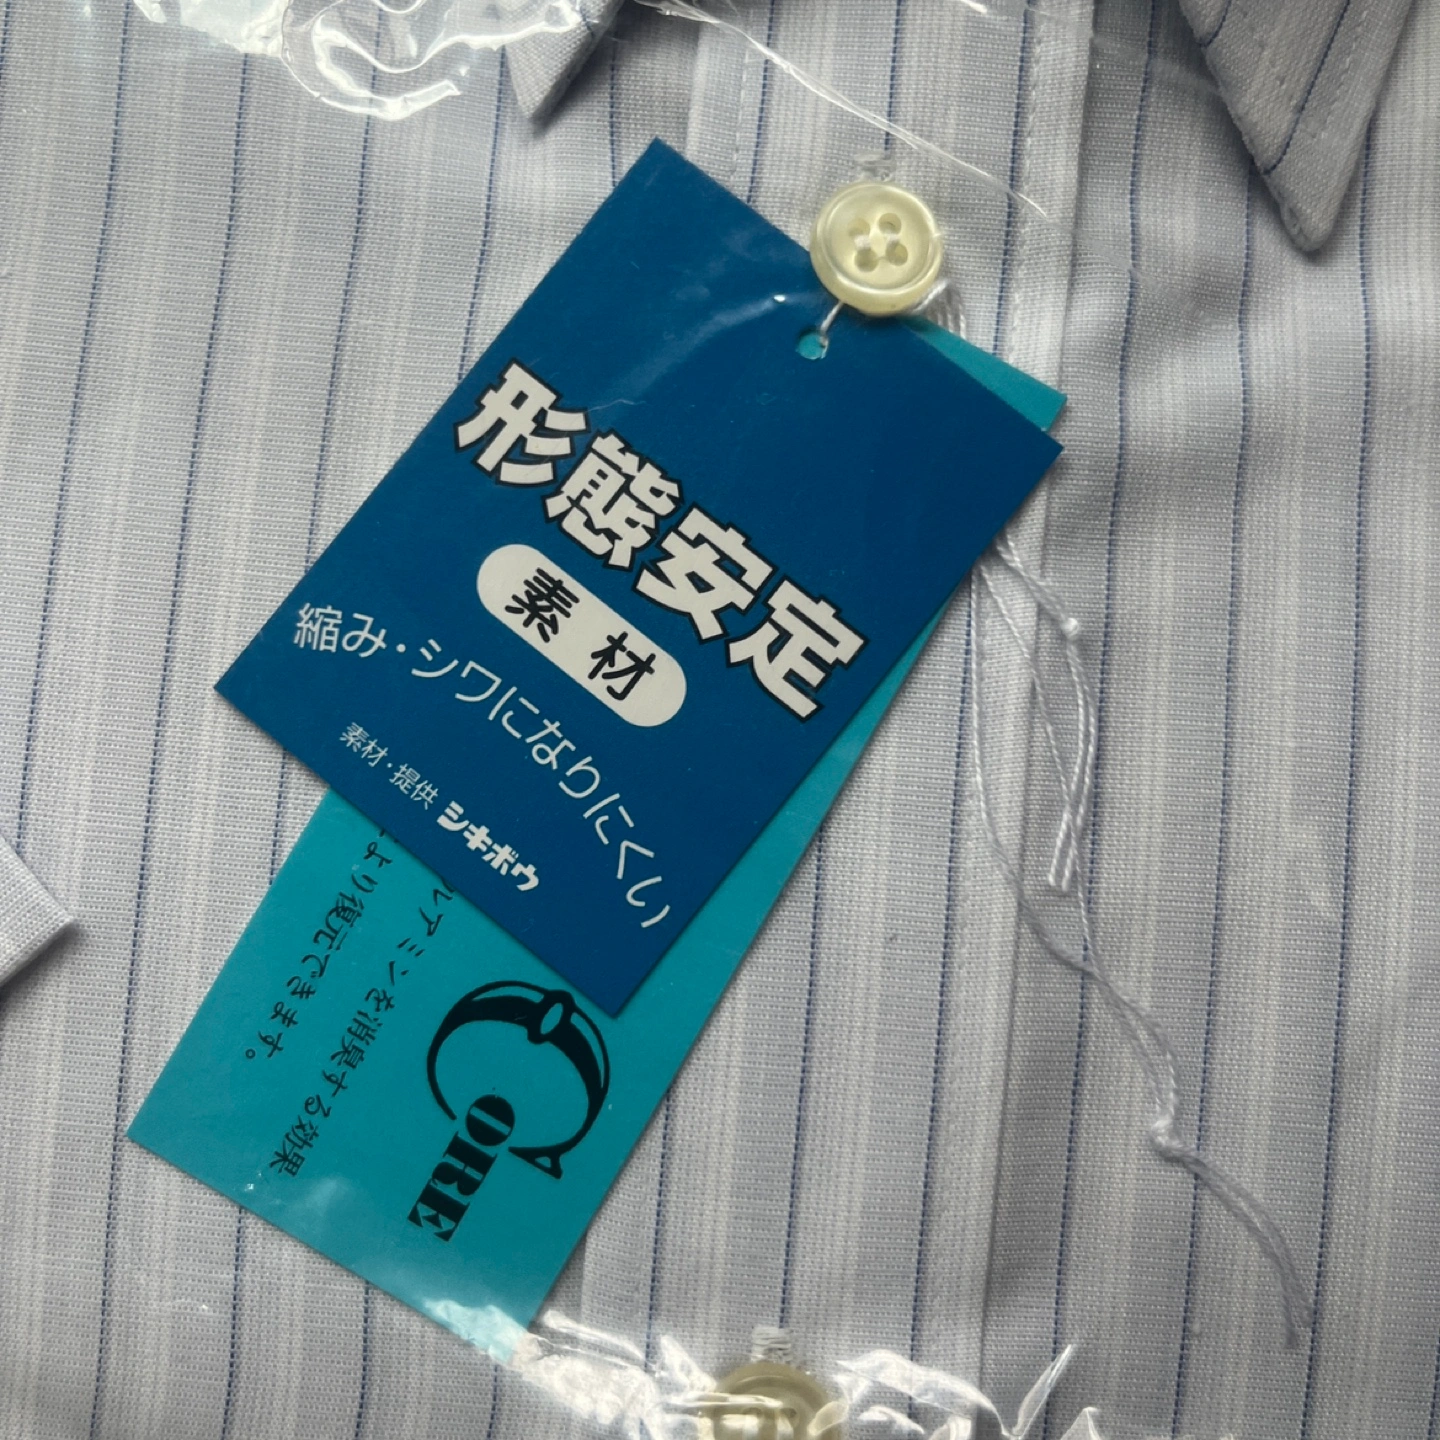 形態安定
素材
縮み・シワになりにくい
素材・提供 シキボウ
ルアミンを消臭する効果
より復元できます。
CORE